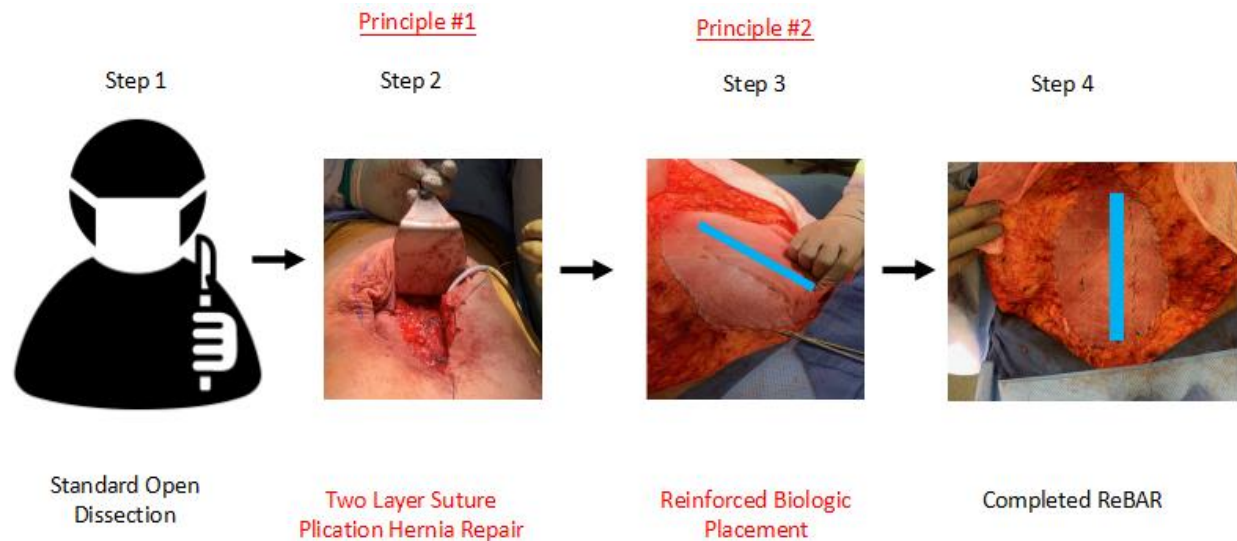 Principle #1
Principle #2
Step 1
Step 2
Step 3
Step 4
Standard Open
Dissection
Two Layer Suture
Plication Hernia Repair
Reinforced Biologic
Placement
Completed ReBAR